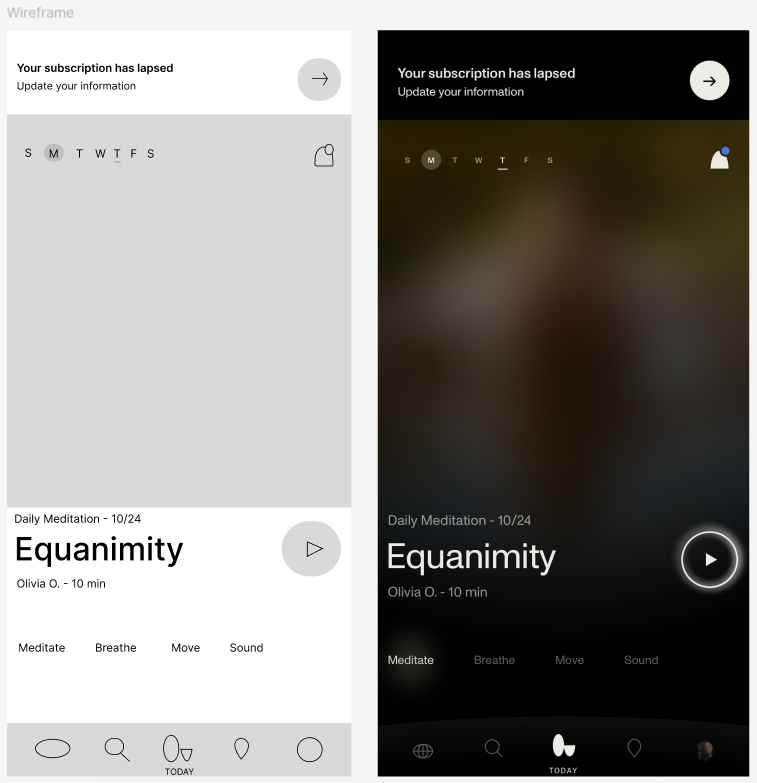 Wireframe
Your subscription has lapsed
Update your information
S M T W T F S
Daily Meditation - 10/24
Equanimity
Olivia O. - 10 min
Meditate Breathe Move Sound
TODAY
Your subscription has lapsed
Update your information
S M T W T F S
Daily Meditation - 10/24
Equanimity
Olivia O. - 10 min
Meditate Breathe Move Sound
TODAY